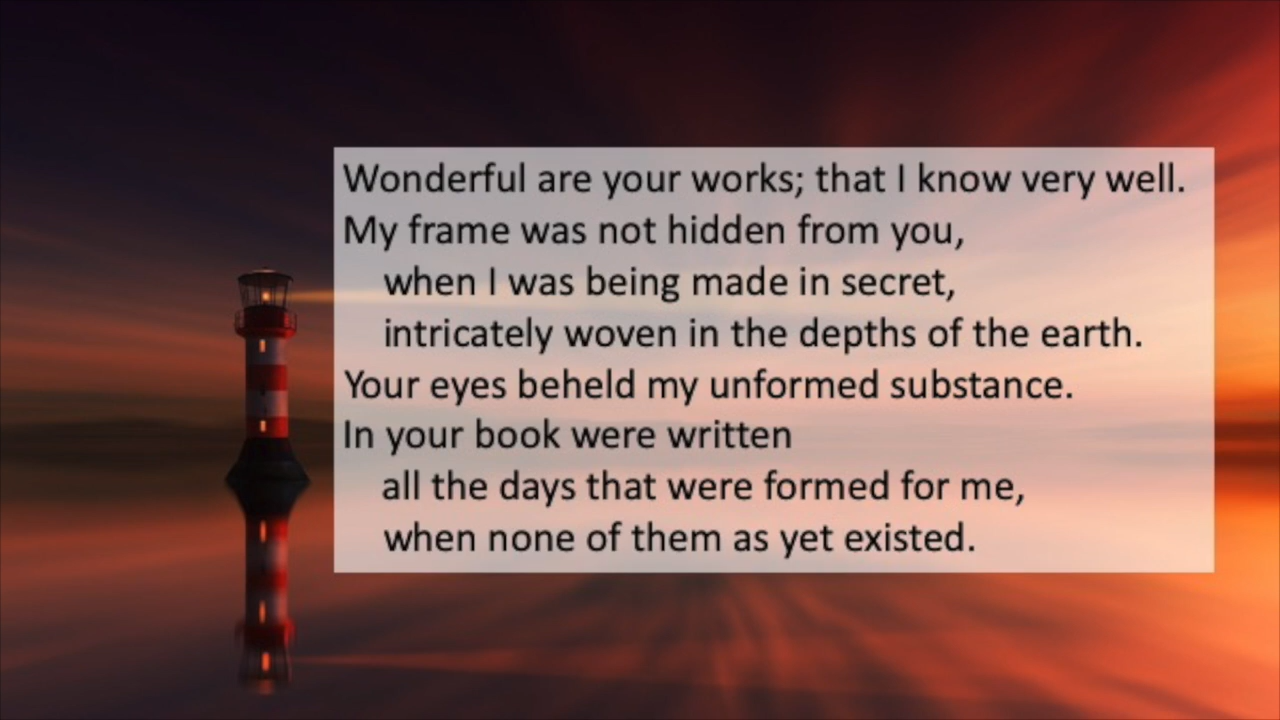 Wonderful are your works; that I know very well.
My frame was not hidden from you,
when I was being made in secret,
intricately woven in the depths of the earth.
Your eyes beheld my unformed substance.
In your book were written
all the days that were formed for me,
when none of them as yet existed.